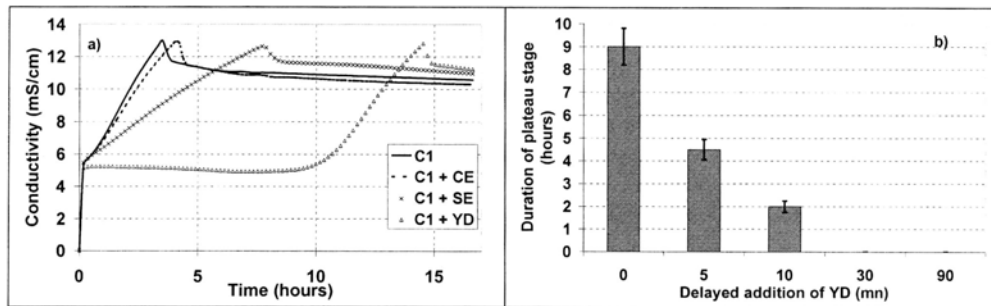 a)
Conductivity (mS/cm)
14
12
10
8
6
4
2
0
C1
C1 + CE
C1 + SE
C1 + YD
0 5 10 15
Time (hours)
b)
Duration of plateau stage
(hours)
10
9
8
7
6
5
4
3
2
1
0
0 5 10 30 90
Delayed addition of YD (mn)